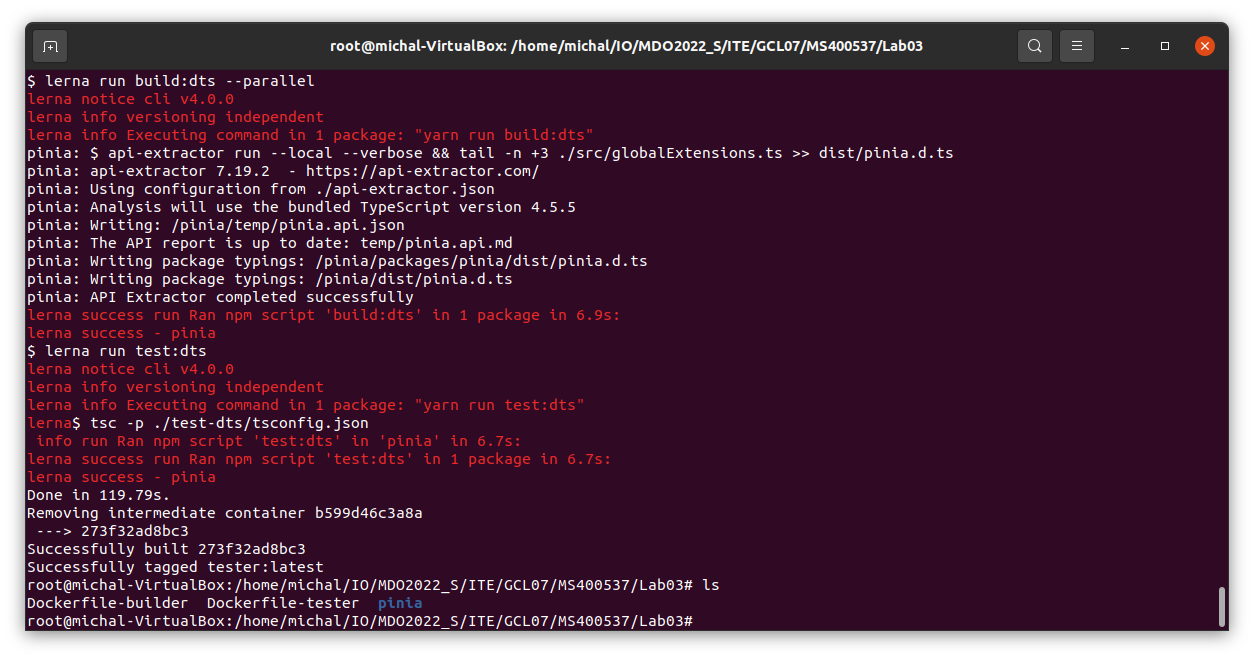 root@michal-VirtualBox: /home/michal/IO/MDO2022_S/ITE/GCL07/MS400537/Lab03
$ lerna run build:dts --parallel
lerna notice cli v4.0.0
lerna info versioning independent
lerna info Executing command in 1 package: "yarn run build:dts"
pinia: $ api-extractor run --local --verbose && tail -n +3 ./src/globalExtensions.ts >> dist/pinia.d.ts
pinia: api-extractor 7.19.2  - https://api-extractor.com/
pinia: Using configuration from ./api-extractor.json
pinia: Analysis will use the bundled TypeScript version 4.5.5
pinia: Writing: /pinia/temp/pinia.api.json
pinia: The API report is up to date: temp/pinia.api.md
pinia: Writing package typings: /pinia/packages/pinia/dist/pinia.d.ts
pinia: Writing package typings: /pinia/dist/pinia.d.ts
pinia: API Extractor completed successfully
lerna success run Ran npm script 'build:dts' in 1 package in 6.9s:
lerna success - pinia
$ lerna run test:dts
lerna notice cli v4.0.0
lerna info versioning independent
lerna info Executing command in 1 package: "yarn run test:dts"
lerna$ tsc -p ./test-dts/tsconfig.json
 info run Ran npm script 'test:dts' in 'pinia' in 6.7s:
lerna success run Ran npm script 'test:dts' in 1 package in 6.7s:
lerna success - pinia
Done in 119.79s.
Removing intermediate container b599d46c3a8a
 ---> 273f32ad8bc3
Successfully built 273f32ad8bc3
Successfully tagged tester:latest
root@michal-VirtualBox:/home/michal/IO/MDO2022_S/ITE/GCL07/MS400537/Lab03# ls
Dockerfile-builder  Dockerfile-tester  pinia
root@michal-VirtualBox:/home/michal/IO/MDO2022_S/ITE/GCL07/MS400537/Lab03#